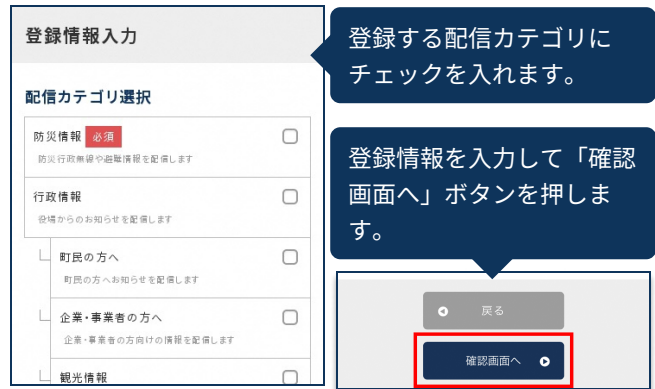 登録情報入力
配信カテゴリ選択
防災情報 必須
防災行政無線や避難情報を配信します
行政情報
役場からのお知らせを配信します
町民の方へ
町民の方へお知らせを配信します
企業・事業者の方へ
企業・事業者の方向けの情報を配信します
観光情報
登録する配信カテゴリに
チェックを入れます。
登録情報を入力して「確認
画面へ」ボタンを押しま
す。
戻る
確認画面へ